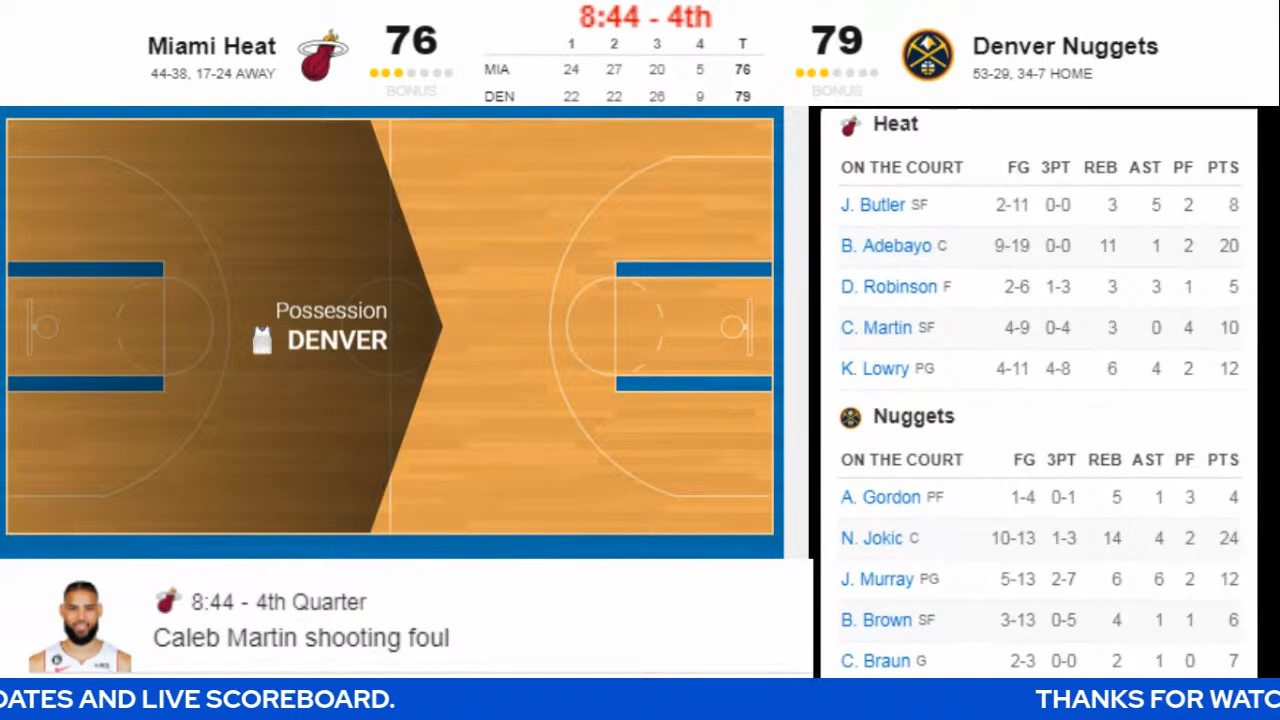 8:44 - 4th
Miami Heat
44-38, 17-24 AWAY
76
BONUS
1 2 3 4 T
MIA 24 27 20 5 76
DEN 22 22 26 9 79
79
BONUS
Denver Nuggets
53-29, 34-7 HOME
Possession
DENVER
8:44 - 4th Quarter
Caleb Martin shooting foul
Heat
ON THE COURT FG 3PT REB AST PF PTS
J. Butler SF 2-11 0-0 3 5 2 8
B. Adebayo C 9-19 0-0 11 1 2 20
D. Robinson F 2-6 1-3 3 3 1 5
C. Martin SF 4-9 0-4 3 0 4 10
K. Lowry PG 4-11 4-8 6 4 2 12
Nuggets
ON THE COURT FG 3PT REB AST PF PTS
A. Gordon PF 1-4 0-1 5 1 3 4
N. Jokic C 10-13 1-3 14 4 2 24
J. Murray PG 5-13 2-7 6 6 2 12
B. Brown SF 3-13 0-5 4 1 1 6
C. Braun G 2-3 0-0 2 1 0 7
DATES AND LIVE SCOREBOARD. THANKS FOR WATC